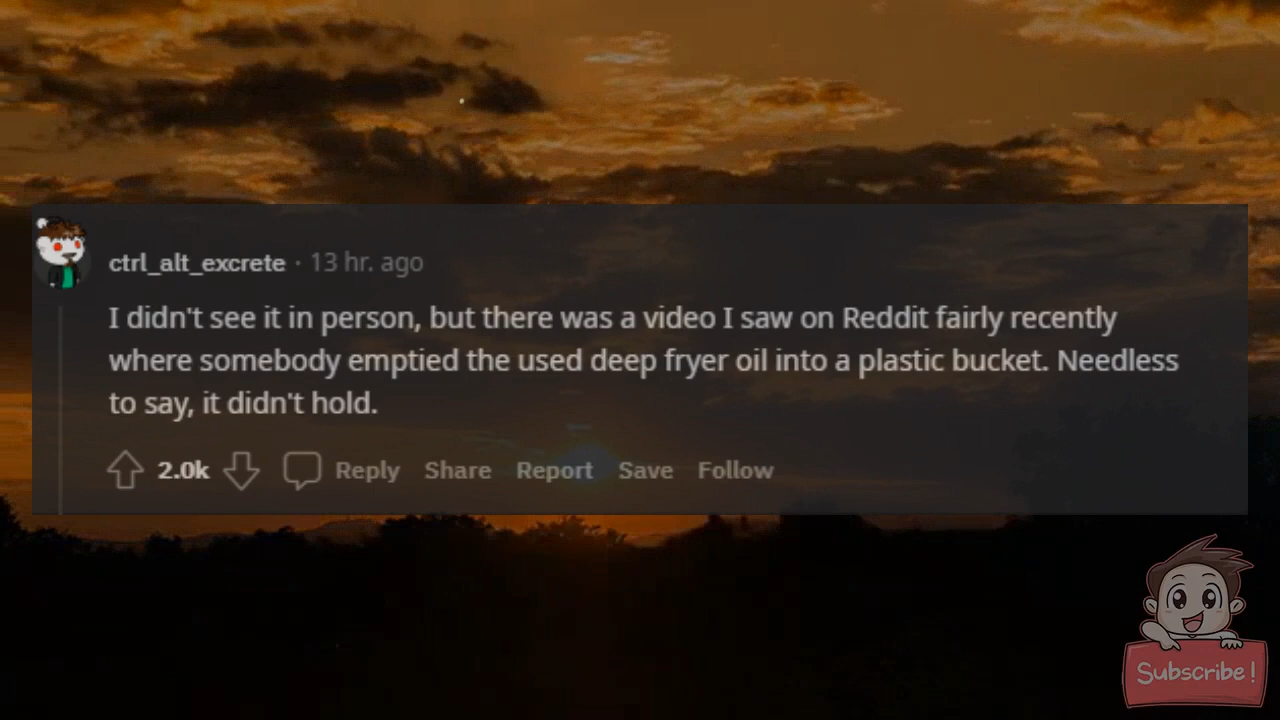 ctrl_alt_excrete · 13 hr. ago
I didn't see it in person, but there was a video I saw on Reddit fairly recently
where somebody emptied the used deep fryer oil into a plastic bucket. Needless
to say, it didn't hold.
2.0k Reply Share Report Save Follow
Subscribe!